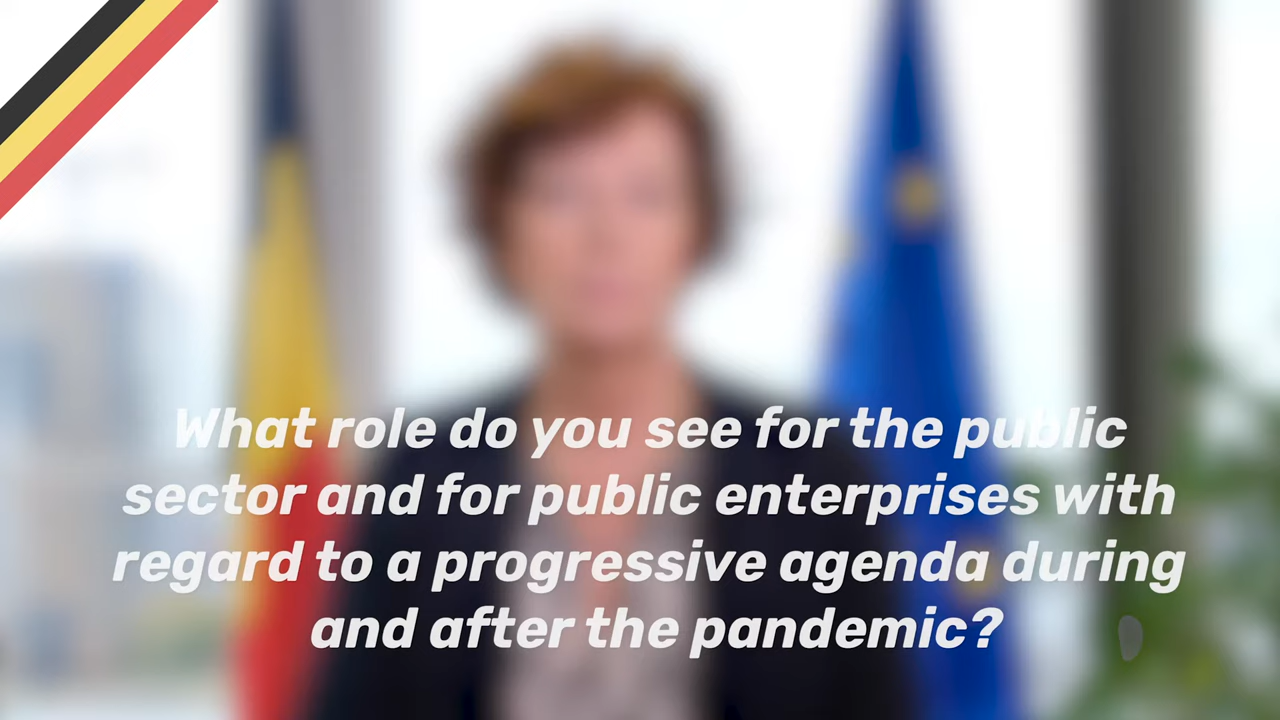 What role do you see for the public
sector and for public enterprises with
regard to a progressive agenda during
and after the pandemic?